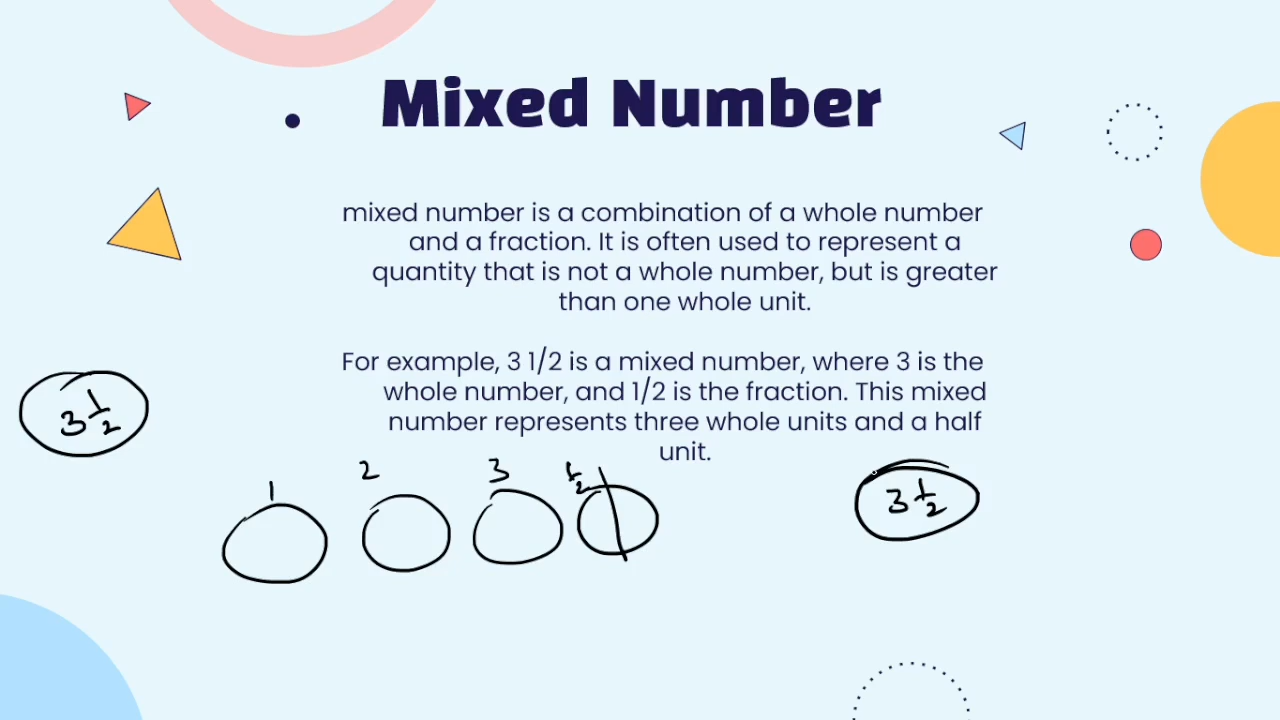 Mixed Number
mixed number is a combination of a whole number
and a fraction. It is often used to represent a
quantity that is not a whole number, but is greater
than one whole unit.
For example, 3 1/2 is a mixed number, where 3 is the
whole number, and 1/2 is the fraction. This mixed
number represents three whole units and a half
unit.
3 1/2
1 2 3 1/2
3 1/2